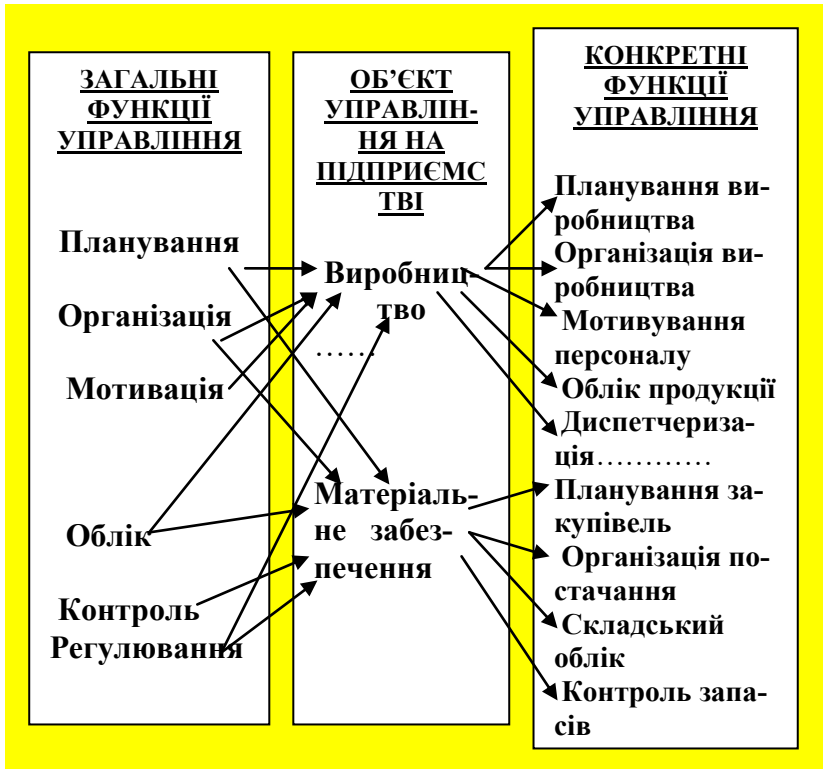 ЗАГАЛЬНІ
ФУНКЦІЇ
УПРАВЛІННЯ
Планування
Організація
Мотивація
Облік
Контроль
Регулювання
ОБ’ЄКТ
УПРАВЛІН-
НЯ НА
ПІДПРИЄМС
ТВІ
Виробниц-
тво
……
Матеріаль-
не забез-
печення
КОНКРЕТНІ
ФУНКЦІЇ
УПРАВЛІННЯ
Планування ви-
робництва
Організація ви-
робництва
Мотивування
персоналу
Облік продукції
Диспетчериза-
ція…………
Планування за-
купівель
Організація по-
стачання
Складський
облік
Контроль запа-
сів